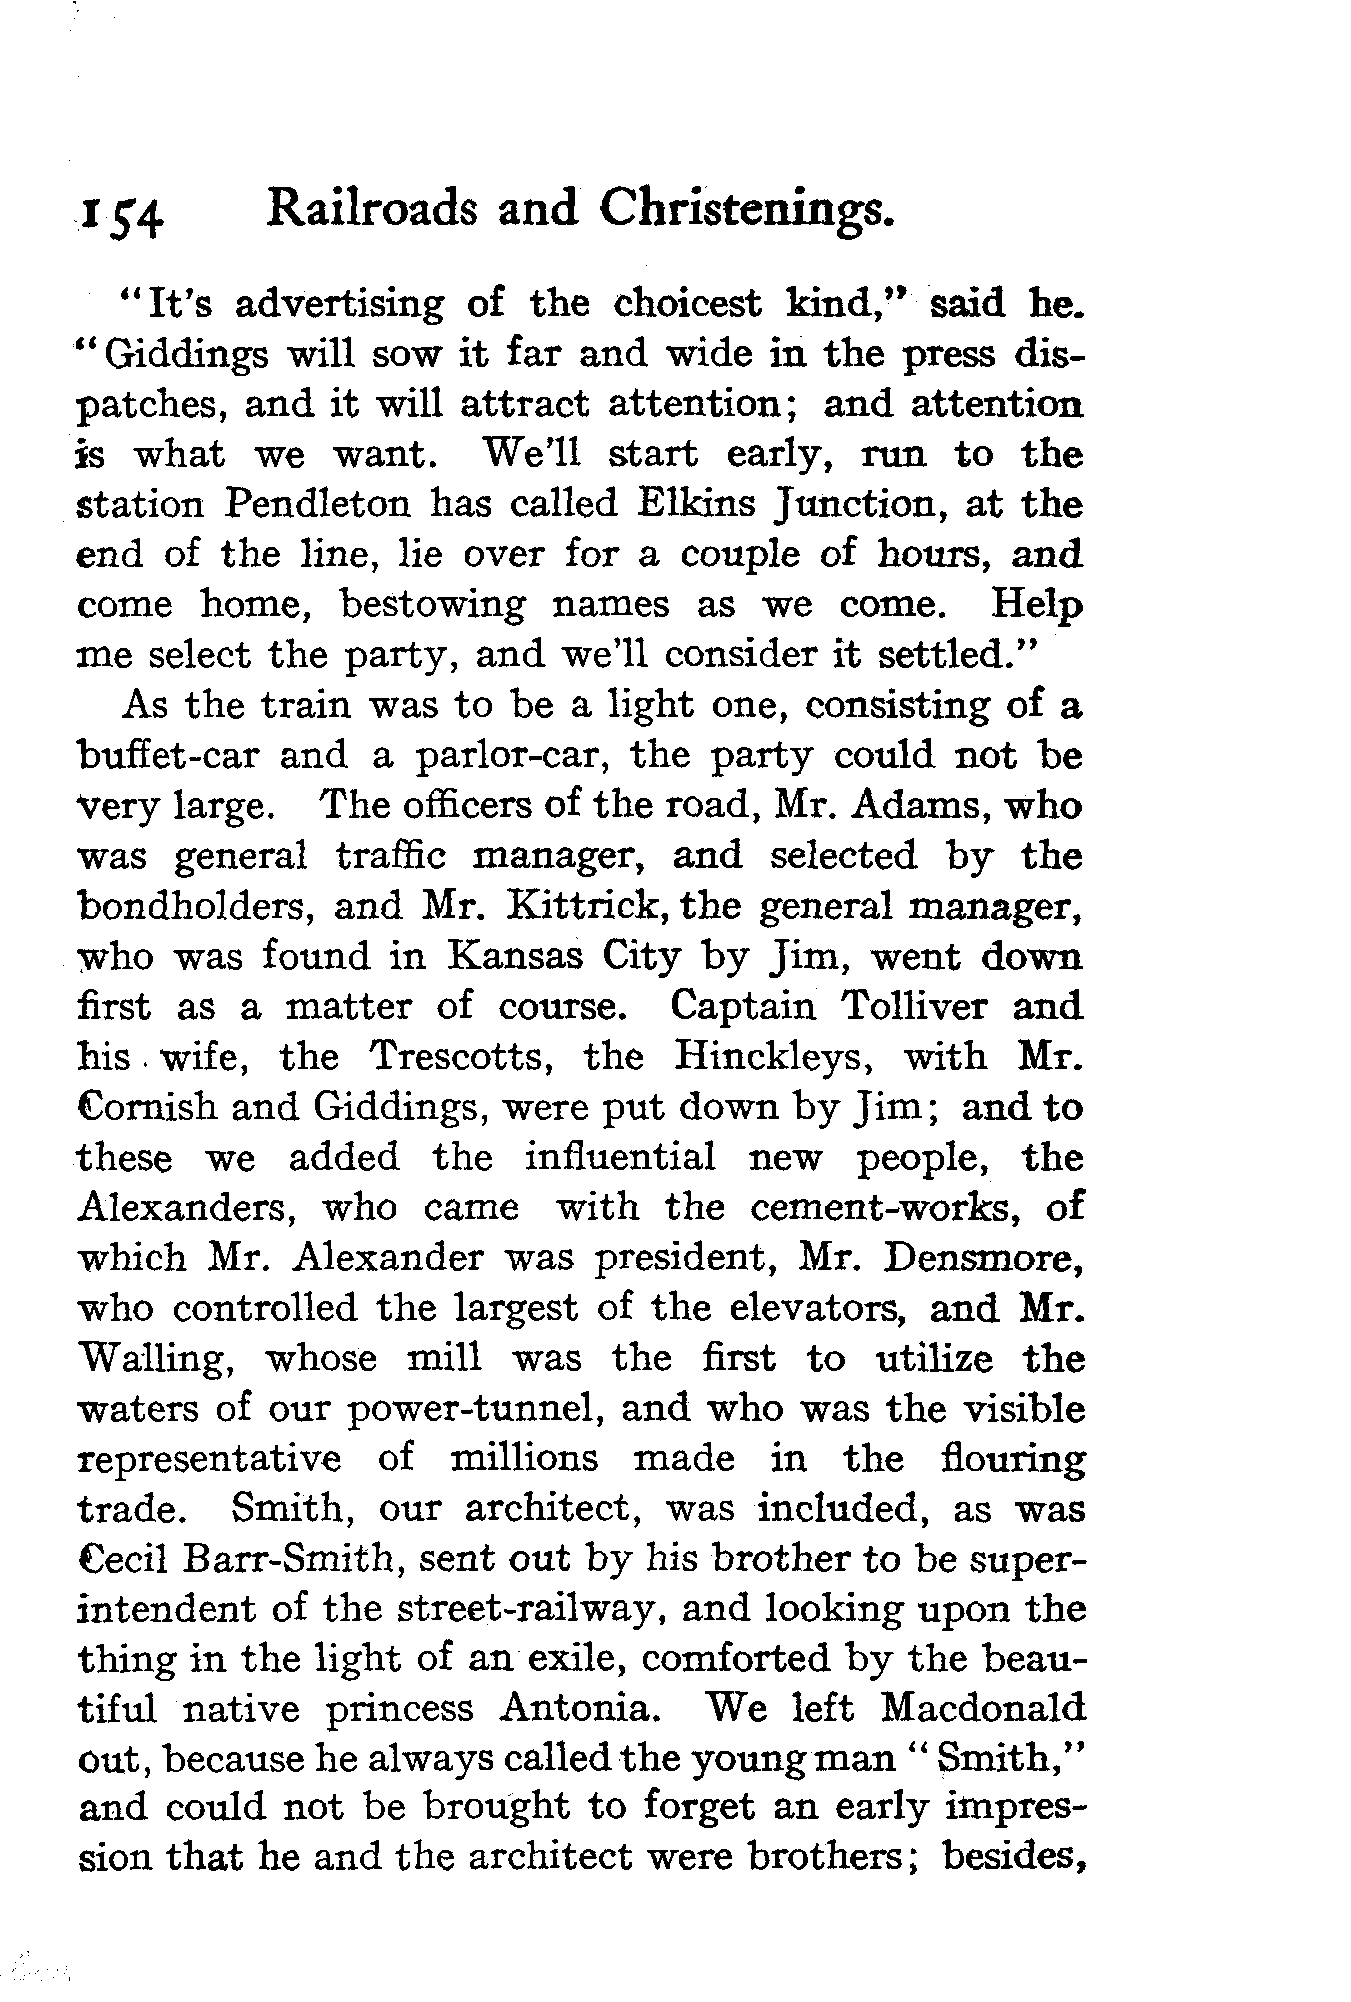 154 Railroads and Christenings.
"It's advertising of the choicest kind," said he.
"Giddings will sow it far and wide in the press dis-
patches, and it will attract attention; and attention
is what we want. We'll start early, run to the
station Pendleton has called Elkins Junction, at the
end of the line, lie over for a couple of hours, and
come home, bestowing names as we come. Help
me select the party, and we'll consider it settled."
As the train was to be a light one, consisting of a
buffet-car and a parlor-car, the party could not be
very large. The officers of the road, Mr. Adams, who
was general traffic manager, and selected by the
bondholders, and Mr. Kittrick, the general manager,
who was found in Kansas City by Jim, went down
first as a matter of course. Captain Tolliver and
his wife, the Trescotts, the Hinckleys, with Mr.
Cornish and Giddings, were put down by Jim; and to
these we added the influential new people, the
Alexanders, who came with the cement-works, of
which Mr. Alexander was president, Mr. Densmore,
who controlled the largest of the elevators, and Mr.
Walling, whose mill was the first to utilize the
waters of our power-tunnel, and who was the visible
representative of millions made in the flouring
trade. Smith, our architect, was included, as was
Cecil Barr-Smith, sent out by his brother to be super-
intendent of the street-railway, and looking upon the
thing in the light of an exile, comforted by the beau-
tiful native princess Antonia. We left Macdonald
out, because he always called the young man "Smith,"
and could not be brought to forget an early impres-
sion that he and the architect were brothers; besides,